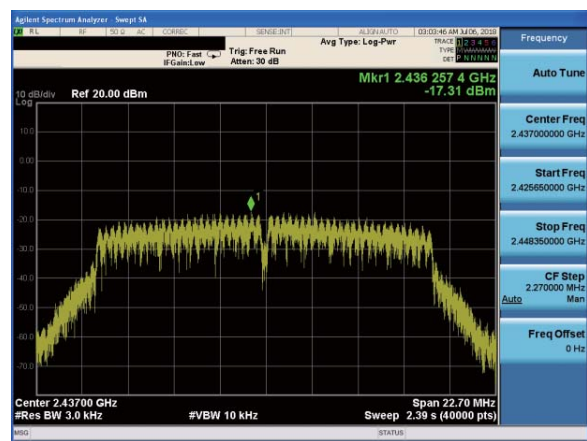 Agilent Spectrum Analyzer - Swept SA
RL RF 50 Ω AC CORREC SENSE:INT ALIGN AUTO 03:03:46 AM Jul 06, 2018
Frequency
PNO: Fast
IFGain:Low
Trig: Free Run
Atten: 30 dB
Avg Type: Log-Pwr
TRACE 1 2 3 4 5 6
TYPE M
DET P N N N N N
Mkr1 2.436 257 4 GHz
-17.31 dBm
10 dB/div
Log
Ref 20.00 dBm
10.0
0.00
-10.0
-20.0
-30.0
-40.0
-50.0
-60.0
-70.0
1
Center 2.43700 GHz
#Res BW 3.0 kHz
#VBW 10 kHz
Span 22.70 MHz
Sweep 2.39 s (40000 pts)
MSG
STATUS
Auto Tune
Center Freq
2.437000000 GHz
Start Freq
2.425650000 GHz
Stop Freq
2.448350000 GHz
CF Step
2.270000 MHz
Auto Man
Freq Offset
0 Hz